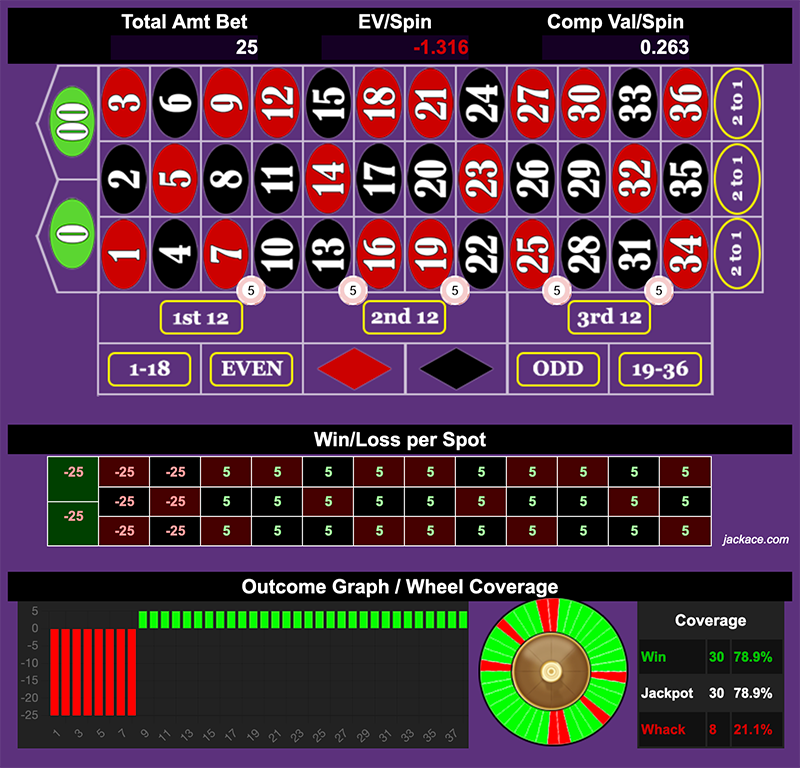 Total Amt Bet EV/Spin Comp Val/Spin
25 -1.316 0.263
00 3 6 9 12 15 18 21 24 27 30 33 36 2 to 1
2 5 8 11 14 17 20 23 26 29 32 35 2 to 1
0 1 4 7 10 13 16 19 22 25 28 31 34 2 to 1
5 5 5 5 5
1st 12 2nd 12 3rd 12
1-18 EVEN ODD 19-36
Win/Loss per Spot
-25 -25 -25 5 5 5 5 5 5 5 5 5 5
-25 -25 5 5 5 5 5 5 5 5 5 5
-25 -25 -25 5 5 5 5 5 5 5 5 5 5
jackace.com
Outcome Graph / Wheel Coverage
5
0
-5
-10
-15
-20
-25
1 3 5 7 9 11 13 15 17 19 21 23 25 27 29 31 33 35 37
Coverage
Win 30 78.9%
Jackpot 30 78.9%
Whack 8 21.1%